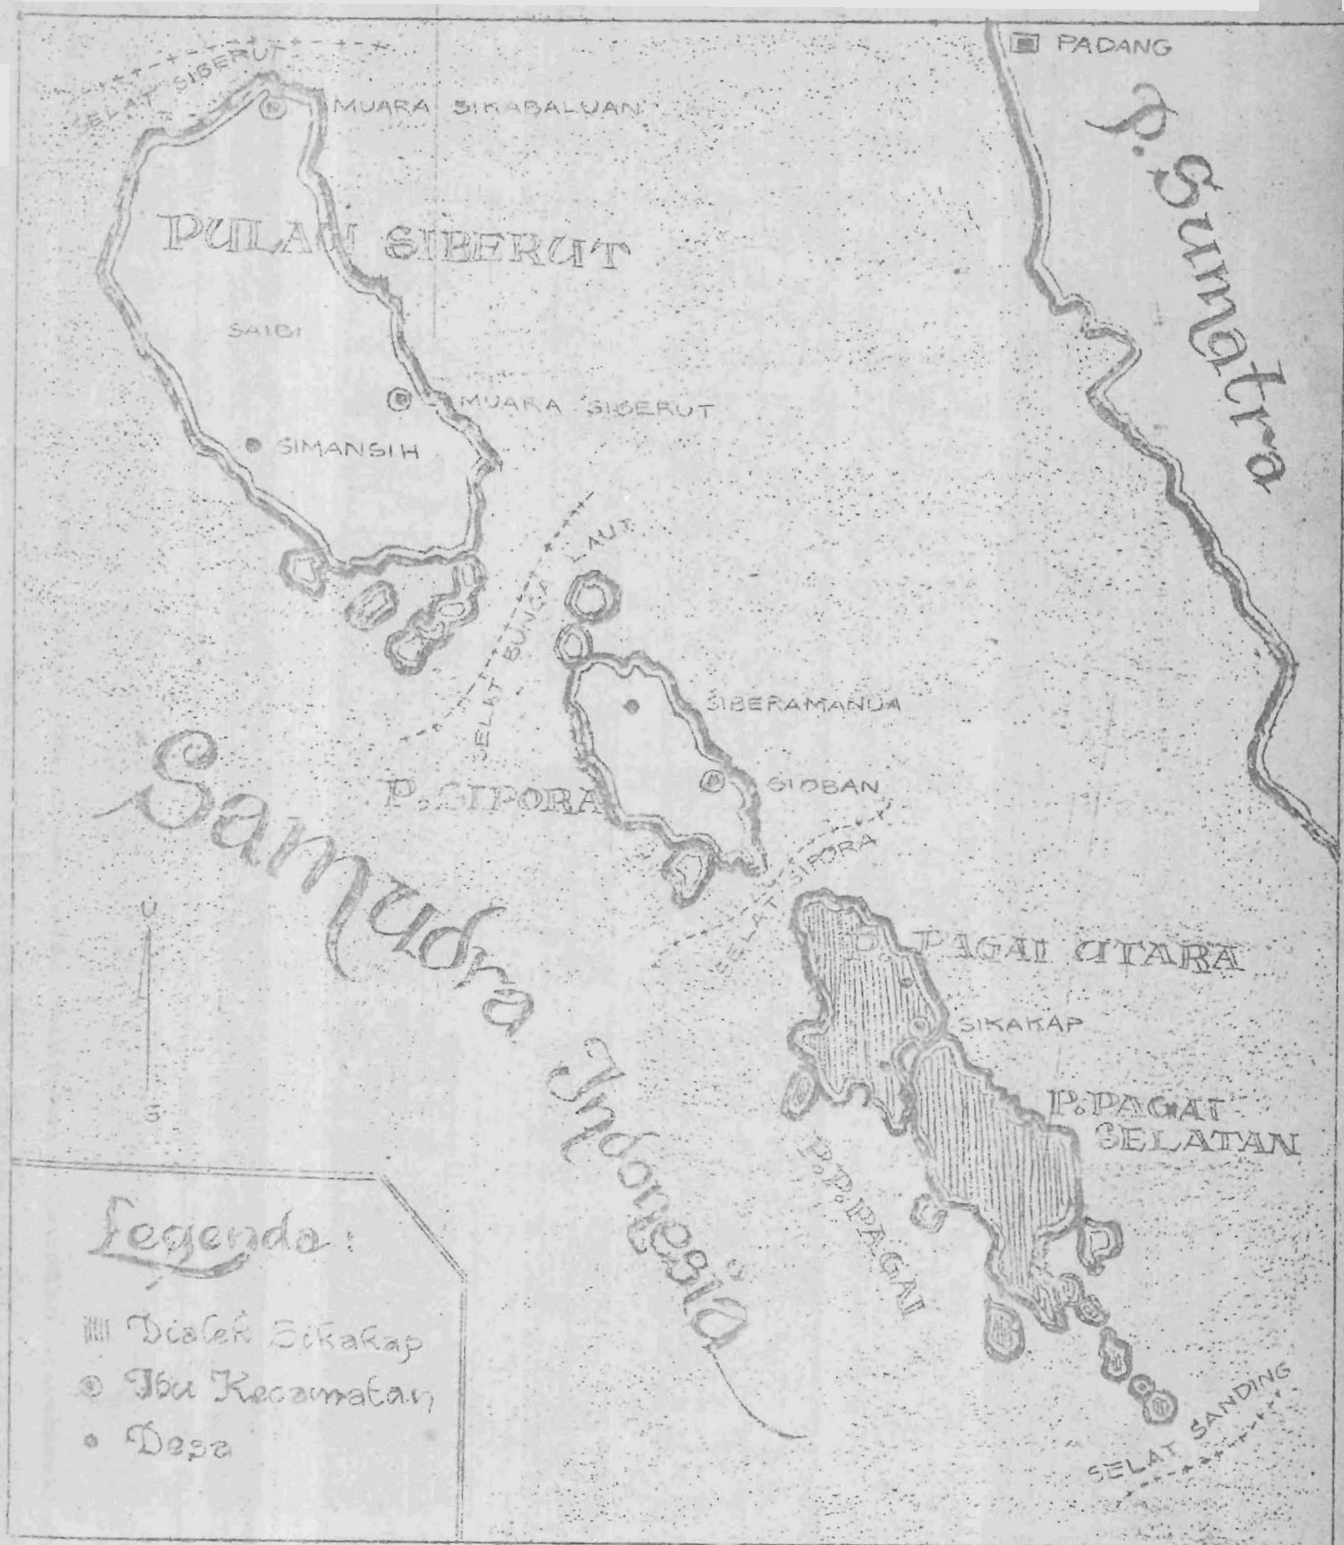 PADANG
SELAT SIBERUT
MUARA SIKABALUAN
P. Sumatra
PULAU SIBERUT
SAIBI
MUARA SIBERUT
SIMANSIH
SELAT BUNGA LAUT
SIBERAMANUA
SIOBAN
P. SIPORA
SELAT SIPORA
Samudra Indonesia
U
S
PAGAI UTARA
SIKAKAP
P. PAGAI
SELATAN
P.P. PAGAI
SELAT SANDING
Legenda :
Dialek Sikakap
Ibu Kecamatan
Desa